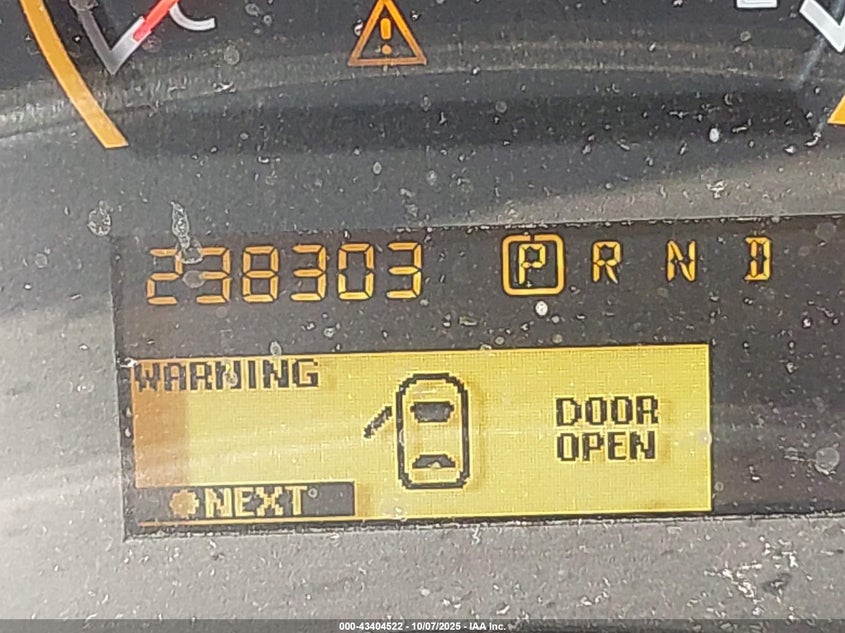 C
238303 P R N D
WARNING
DOOR
OPEN
NEXT
000-43404522 - 10/07/2025 - IAA Inc.